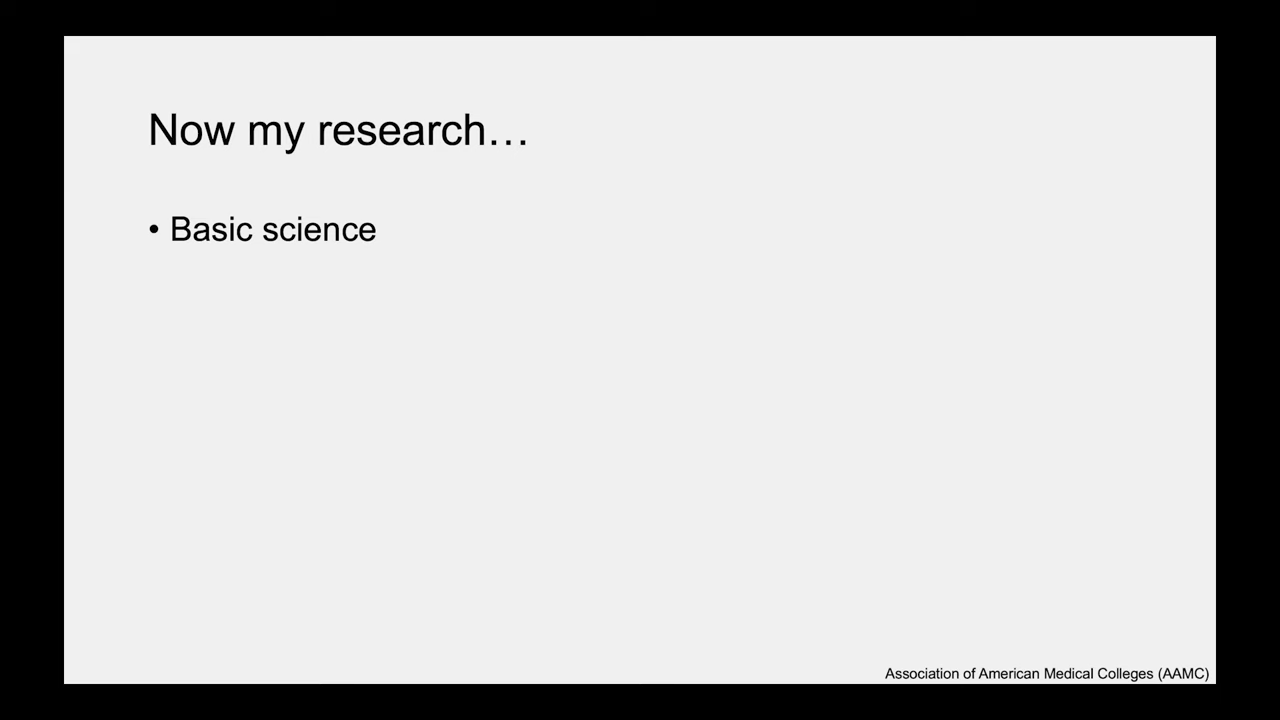 Now my research…
• Basic science
Association of American Medical Colleges (AAMC)